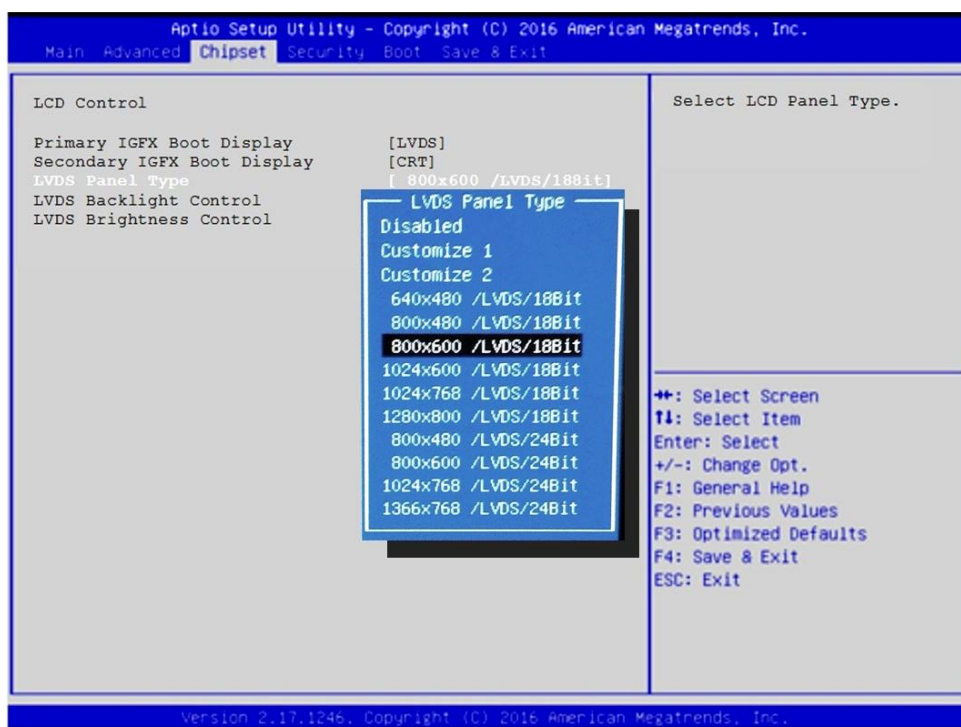 Aptio Setup Utility - Copyright (C) 2016 American Megatrends, Inc.
Main Advanced Chipset Security Boot Save & Exit
LCD Control
Primary IGFX Boot Display [LVDS]
Secondary IGFX Boot Display [CRT]
LVDS Panel Type [ 800x600 /LVDS/188it]
LVDS Backlight Control
LVDS Brightness Control
LVDS Panel Type
Disabled
Customize 1
Customize 2
640x480 /LVDS/18Bit
800x480 /LVDS/18Bit
800x600 /LVDS/18Bit
1024x600 /LVDS/18Bit
1024x768 /LVDS/18Bit
1280x800 /LVDS/18Bit
800x480 /LVDS/24Bit
800x600 /LVDS/24Bit
1024x768 /LVDS/24Bit
1366x768 /LVDS/24Bit
Select LCD Panel Type.
→←: Select Screen
↑↓: Select Item
Enter: Select
+/-: Change Opt.
F1: General Help
F2: Previous Values
F3: Optimized Defaults
F4: Save & Exit
ESC: Exit
Version 2.17.1246. Copyright (C) 2016 American Megatrends, Inc.